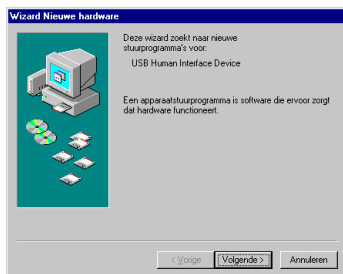 Wizard Nieuwe hardware
Deze wizard zoekt naar nieuwe
stuurprogramma's voor:
USB Human Interface Device
Een apparaatstuurprogramma is software die ervoor zorgt
dat hardware functioneert.
< Vorige
Volgende >
Annuleren